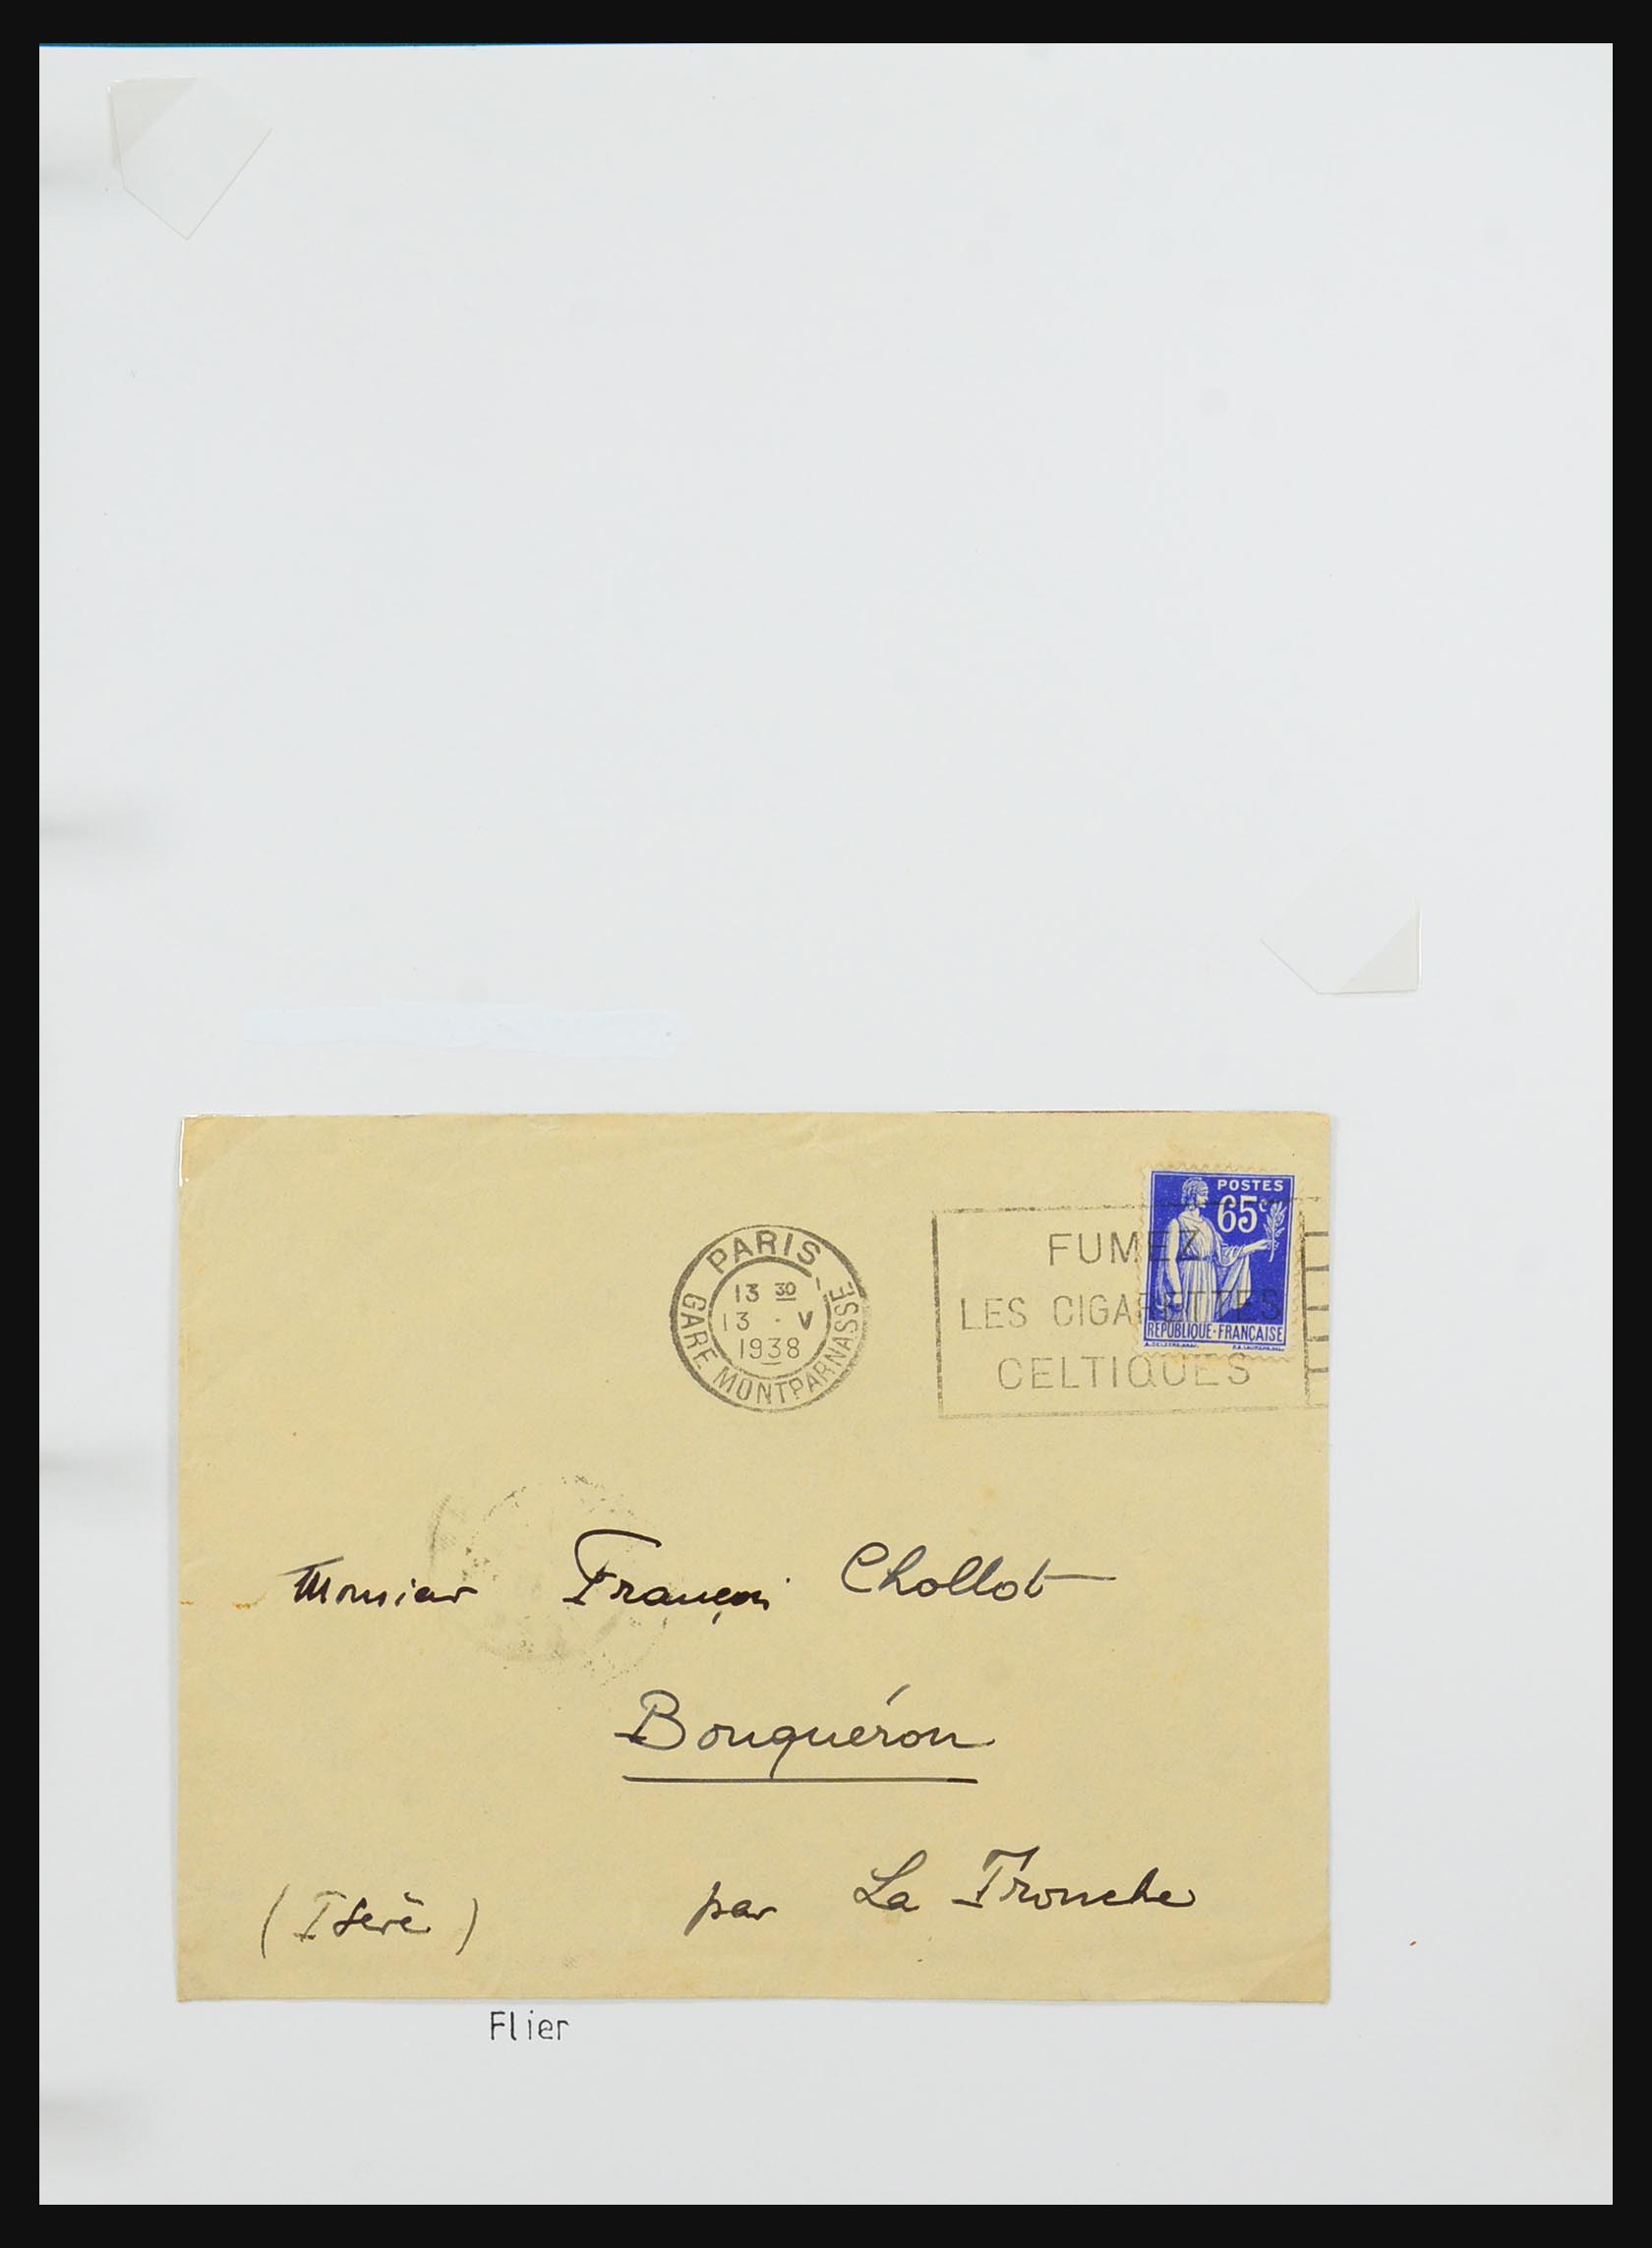 POSTES
65c
REPUBLIQUE-FRANÇAISE
PARIS
GARE MONTPARNASSE
13 30
13 · V
1938
FUMEZ
LES CIGARETTES
CELTIQUES
Monsieur François Chollot
Bouquéron
par La Tronche
(Isère)
Flier